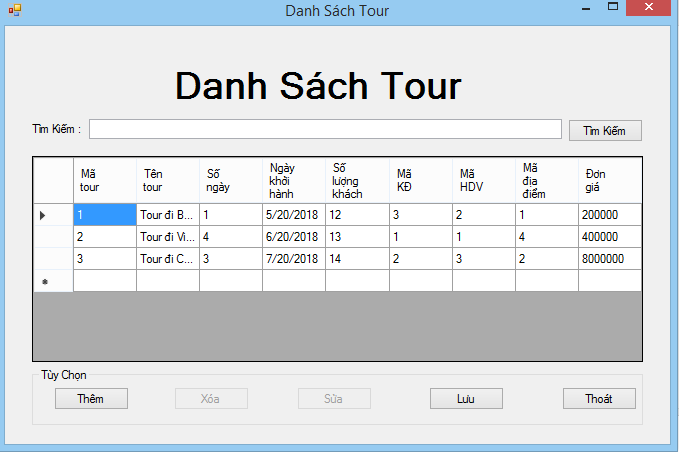 Danh Sách Tour
Danh Sách Tour
Tìm Kiếm :
Tìm Kiếm
Mã tour Tên tour Số ngày Ngày khởi hành Số lượng khách Mã KĐ Mã HDV Mã địa điểm Đơn giá
1 Tour đi B... 1 5/20/2018 12 3 2 1 200000
2 Tour đi Vi... 4 6/20/2018 13 1 1 4 400000
3 Tour đi C... 3 7/20/2018 14 2 3 2 8000000
Tùy Chọn
Thêm Xóa Sửa Lưu Thoát